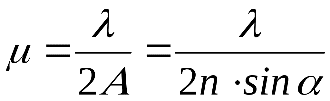 μ = λ / 2A = λ / 2n · sin α